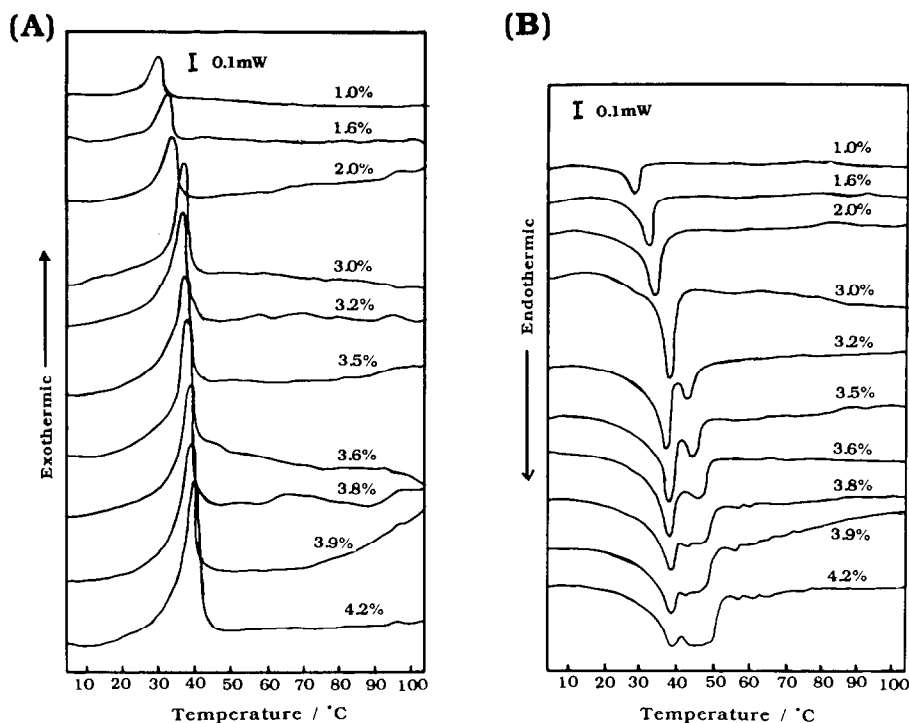 (A)
0.1mW
1.0%
1.6%
2.0%
3.0%
3.2%
3.5%
3.6%
3.8%
3.9%
4.2%
Exothermic
10 20 30 40 50 60 70 80 90 100
Temperature / °C
(B)
0.1mW
1.0%
1.6%
2.0%
3.0%
3.2%
3.5%
3.6%
3.8%
3.9%
4.2%
Endothermic
10 20 30 40 50 60 70 80 90 100
Temperature / °C